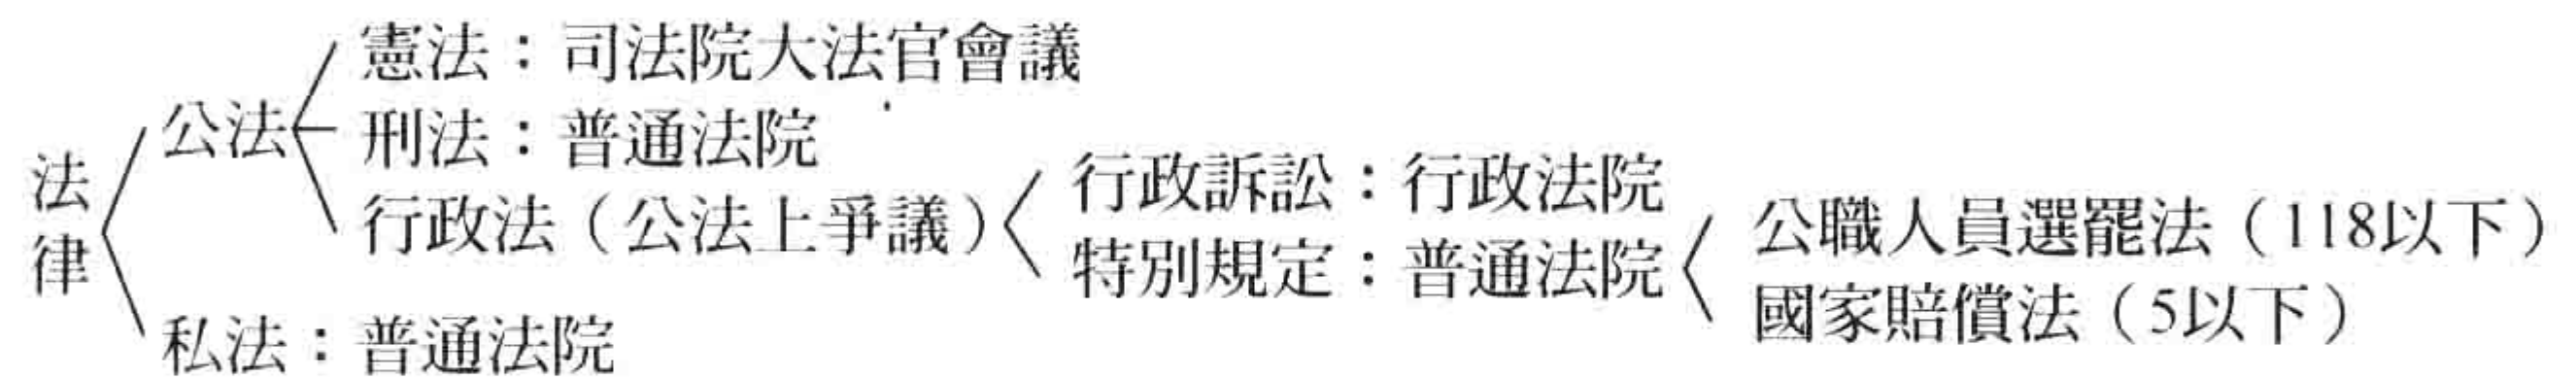 法律
公法
憲法：司法院大法官會議
刑法：普通法院
行政法（公法上爭議）
行政訴訟：行政法院
特別規定：普通法院
公職人員選罷法（118以下）
國家賠償法（5以下）
私法：普通法院